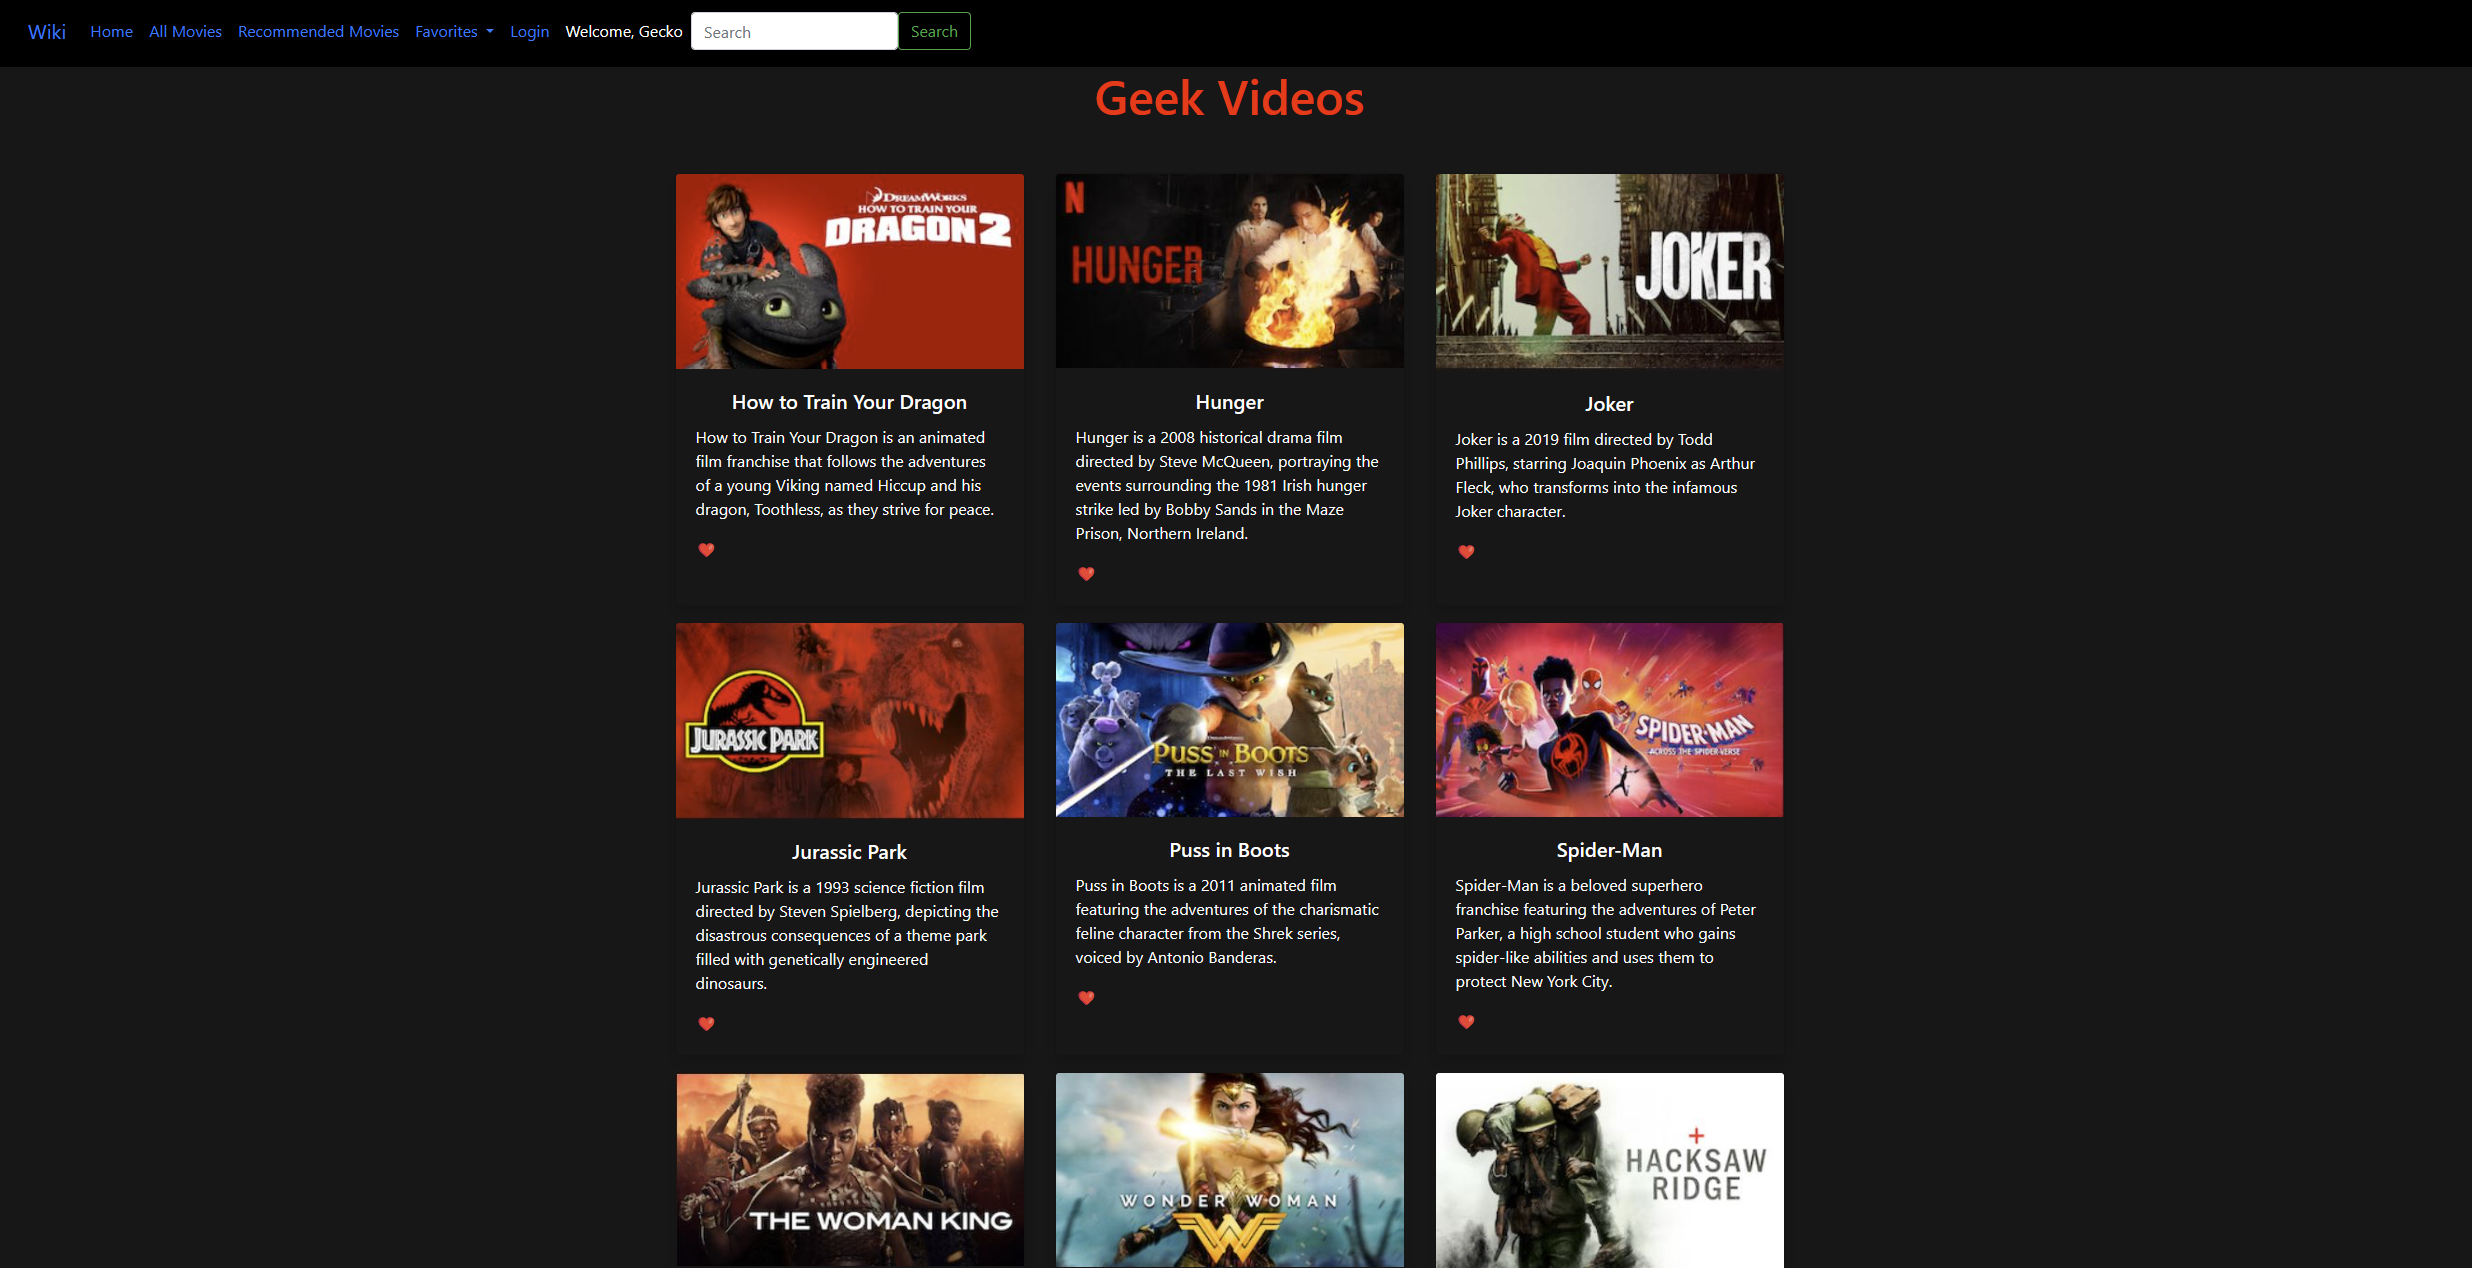 Wiki Home All Movies Recommended Movies Favorites Login Welcome, Gecko Search Search
Geek Videos
DREAMWORKS
HOW TO TRAIN YOUR
DRAGON 2
How to Train Your Dragon
How to Train Your Dragon is an animated
film franchise that follows the adventures
of a young Viking named Hiccup and his
dragon, Toothless, as they strive for peace.
N
HUNGER
Hunger
Hunger is a 2008 historical drama film
directed by Steve McQueen, portraying the
events surrounding the 1981 Irish hunger
strike led by Bobby Sands in the Maze
Prison, Northern Ireland.
JOKER
Joker
Joker is a 2019 film directed by Todd
Phillips, starring Joaquin Phoenix as Arthur
Fleck, who transforms into the infamous
Joker character.
JURASSIC PARK
Jurassic Park
Jurassic Park is a 1993 science fiction film
directed by Steven Spielberg, depicting the
disastrous consequences of a theme park
filled with genetically engineered
dinosaurs.
PUSS IN BOOTS
THE LAST WISH
Puss in Boots
Puss in Boots is a 2011 animated film
featuring the adventures of the charismatic
feline character from the Shrek series,
voiced by Antonio Banderas.
SPIDER-MAN
ACROSS THE SPIDER-VERSE
Spider-Man
Spider-Man is a beloved superhero
franchise featuring the adventures of Peter
Parker, a high school student who gains
spider-like abilities and uses them to
protect New York City.
THE WOMAN KING
WONDER WOMAN
HACKSAW
RIDGE